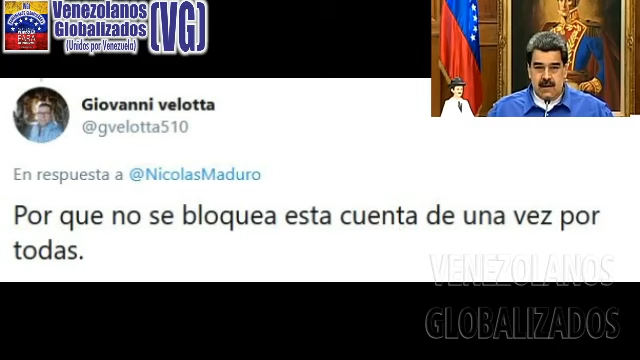 Venezolanos
Globalizados
(Unidos por Venezuela)
(VG)
Giovanni velotta
@gvelotta510
En respuesta a @NicolasMaduro
Por que no se bloquea esta cuenta de una vez por
todas.
VENEZOLANOS
GLOBALIZADOS